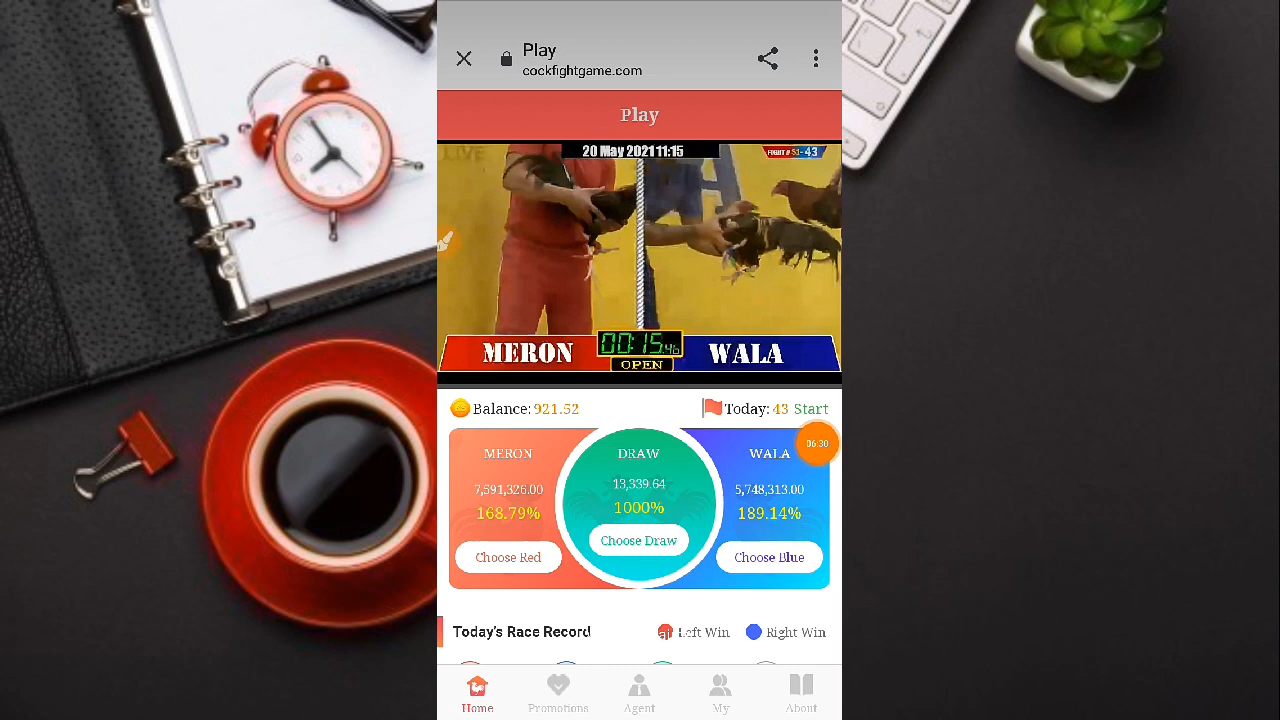 Play
cockfightgame.com
Play
LIVE
20 May 2021 11:15
FIGHT # S1- 43
MERON
00:15.46
WALA
OPEN
Balance: 921.52
Today: 43 Start
06:30
MERON
DRAW
WALA
7,591,326.00
13,339.64
5,748,313.00
168.79%
1000%
189.14%
Choose Red
Choose Draw
Choose Blue
Today's Race Record
Left Win
Right Win
Home
Promotions
Agent
My
About